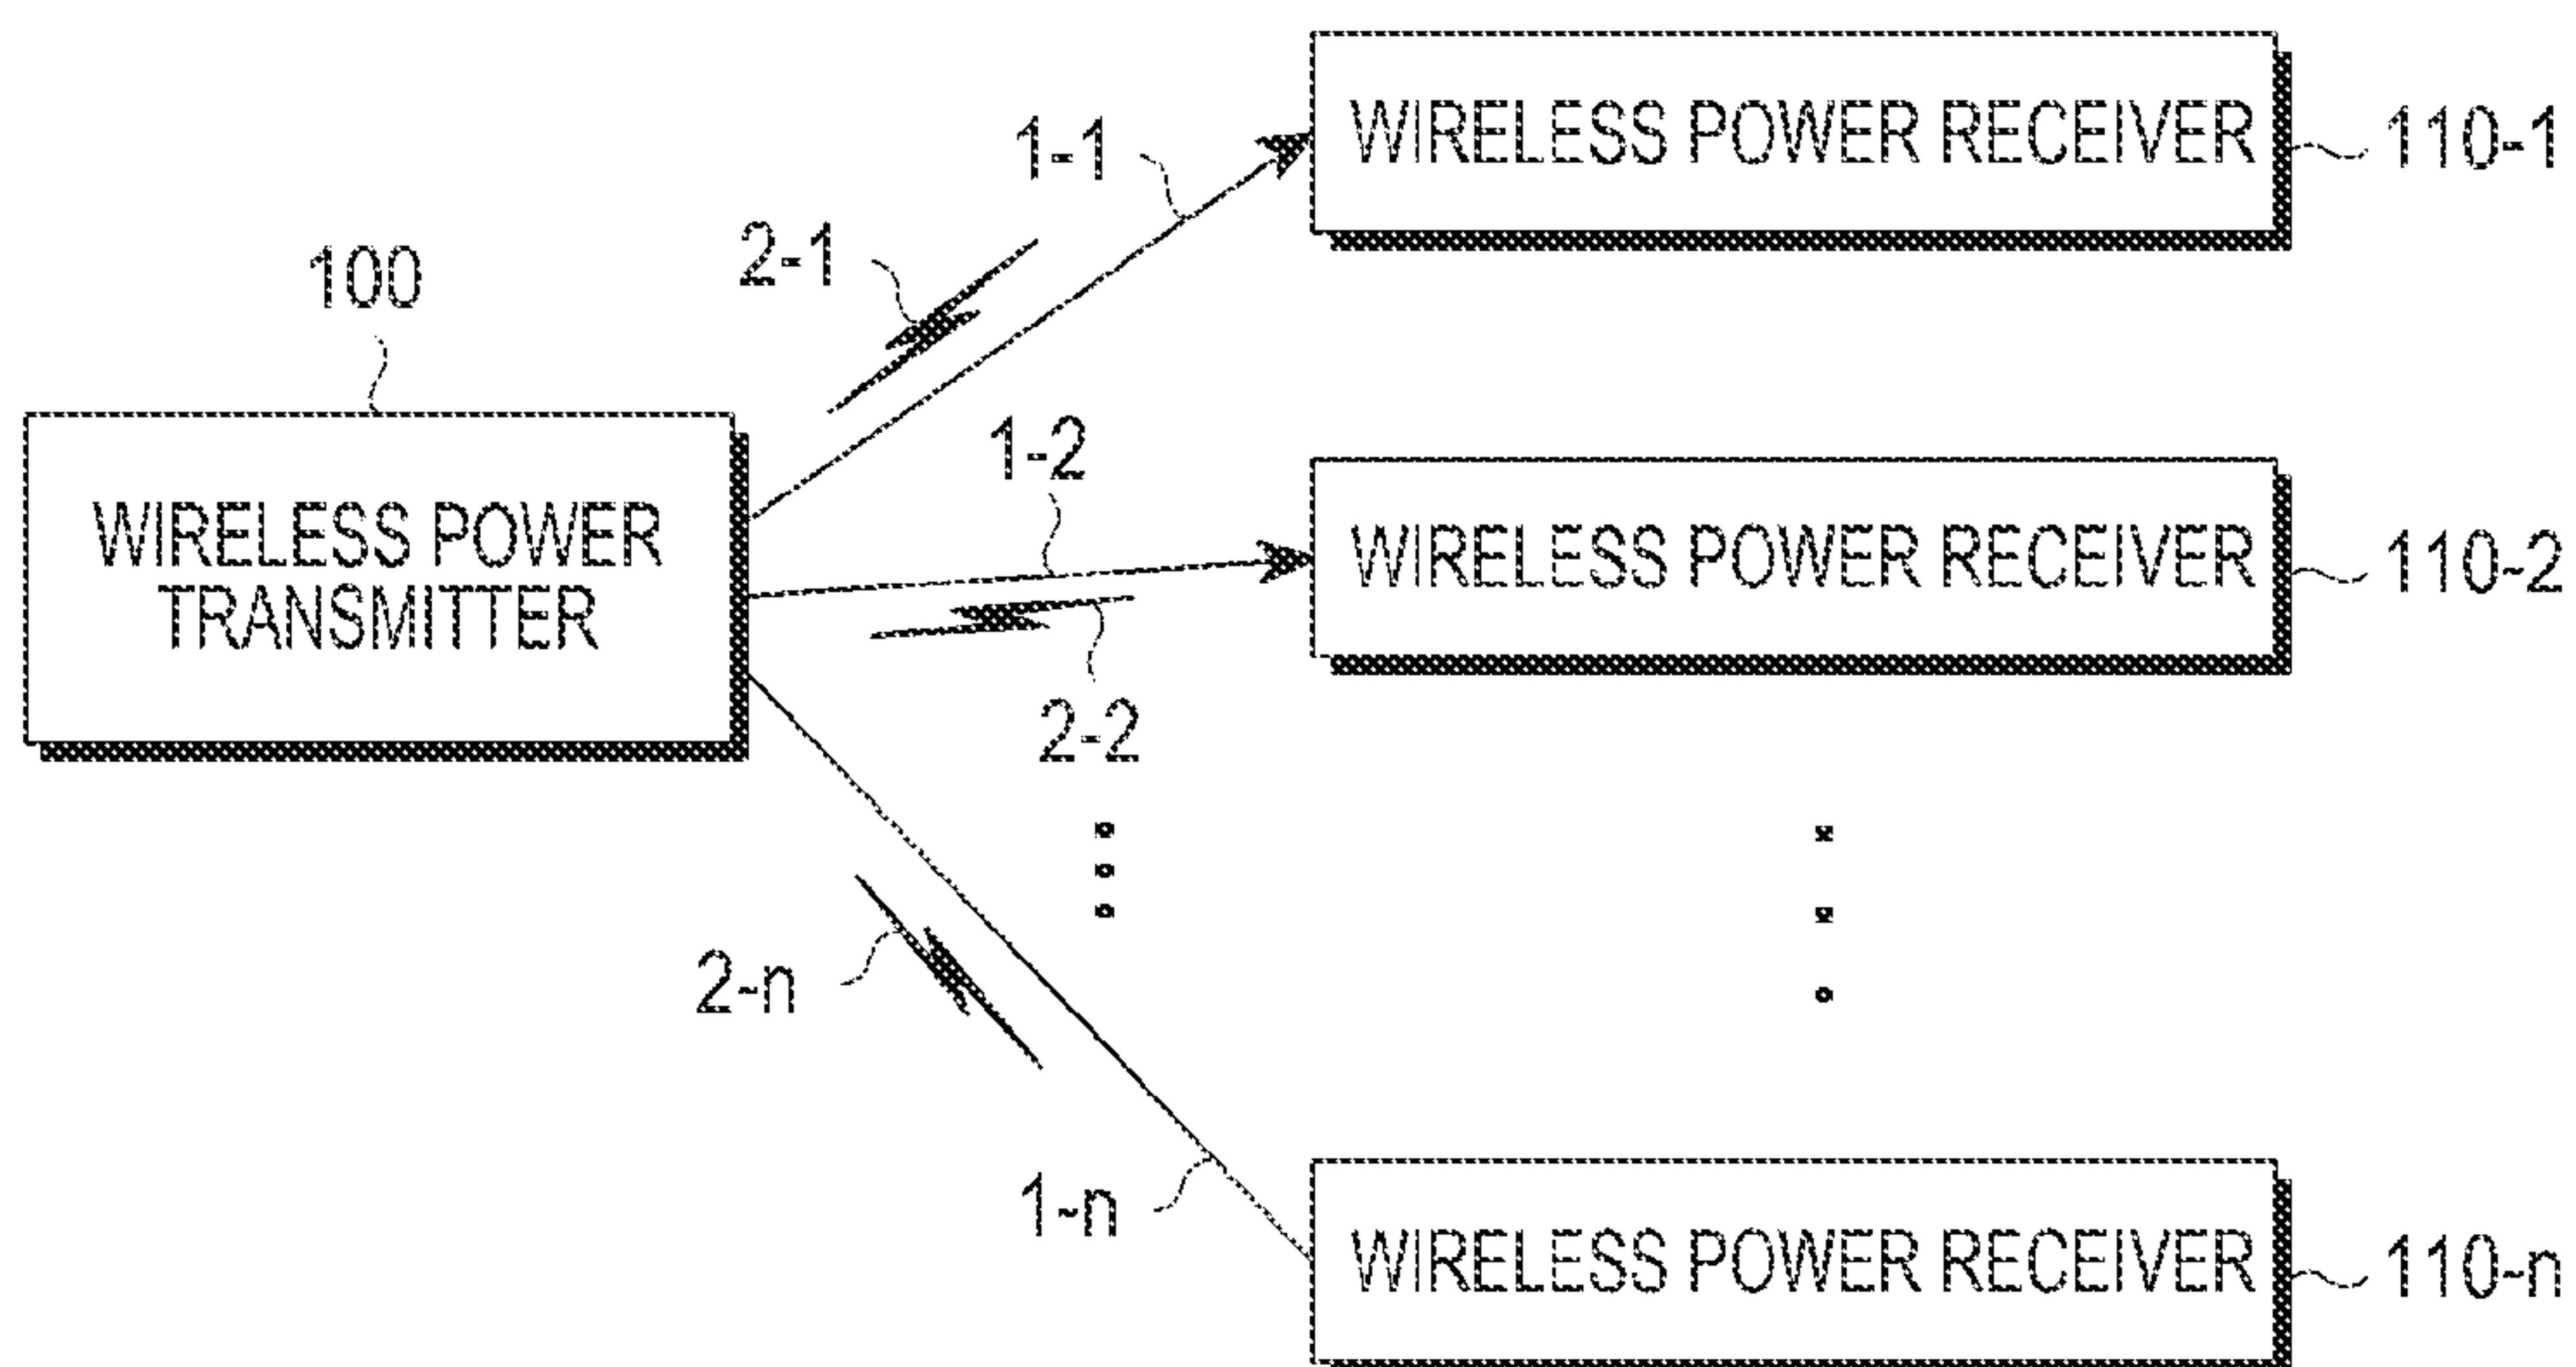 WIRELESS POWER RECEIVER
110-1
1-1
2-1
100
WIRELESS POWER
TRANSMITTER
1-2
WIRELESS POWER RECEIVER
110-2
2-2
2-n
1-n
WIRELESS POWER RECEIVER
110-n